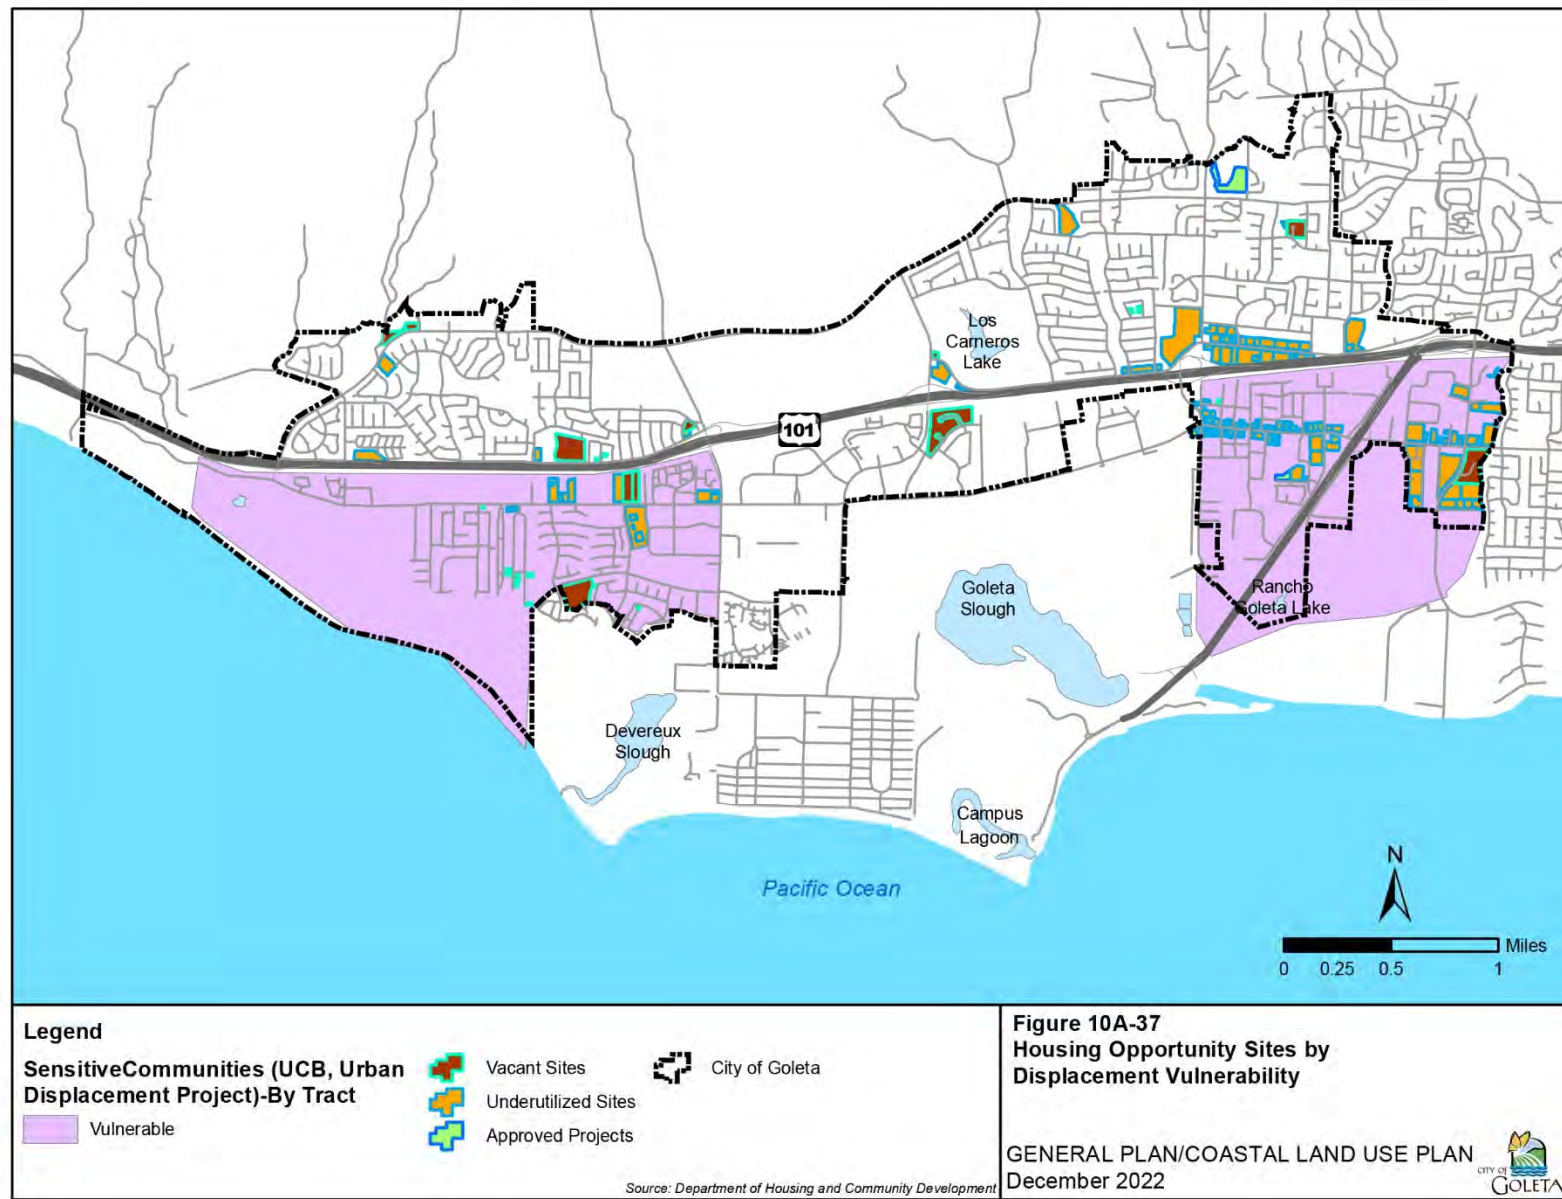 Los
Carneros
Lake
101
Goleta
Slough
Rancho
Goleta Lake
Devereux
Slough
Campus
Lagoon
Pacific Ocean
N
Miles
0 0.25 0.5 1
Legend
SensitiveCommunities (UCB, Urban
Displacement Project)-By Tract
Vulnerable
Vacant Sites
Underutilized Sites
Approved Projects
City of Goleta
Source: Department of Housing and Community Development
Figure 10A-37
Housing Opportunity Sites by
Displacement Vulnerability
GENERAL PLAN/COASTAL LAND USE PLAN
December 2022
CITY OF
GOLETA